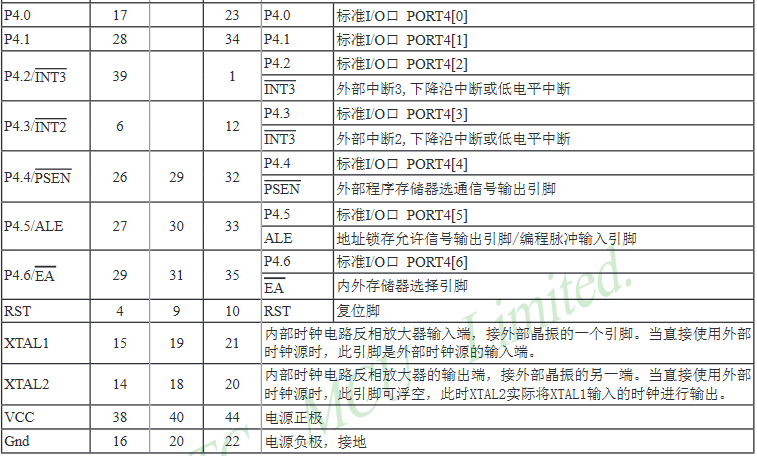 P4.0 17 23 P4.0 标准I/O口 PORT4[0]
P4.1 28 34 P4.1 标准I/O口 PORT4[1]
P4.2/INT3 39 1 P4.2 标准I/O口 PORT4[2]
INT3 外部中断3,下降沿中断或低电平中断
P4.3/INT2 6 12 P4.3 标准I/O口 PORT4[3]
INT3 外部中断2,下降沿中断或低电平中断
P4.4/PSEN 26 29 32 P4.4 标准I/O口 PORT4[4]
PSEN 外部程序存储器选通信号输出引脚
P4.5/ALE 27 30 33 P4.5 标准I/O口 PORT4[5]
ALE 地址锁存允许信号输出引脚/编程脉冲输入引脚
P4.6/EA 29 31 35 P4.6 标准I/O口 PORT4[6]
EA 内外存储器选择引脚
RST 4 9 10 RST 复位脚
XTAL1 15 19 21 内部时钟电路反相放大器输入端，接外部晶振的一个引脚。当直接使用外部
时钟源时，此引脚是外部时钟源的输入端。
XTAL2 14 18 20 内部时钟电路反相放大器的输出端，接外部晶振的另一端。当直接使用外部
时钟源时，此引脚可浮空，此时XTAL2实际将XTAL1输入的时钟进行输出。
VCC 38 40 44 电源正极
Gnd 16 20 22 电源负极，接地
MCU Limited.